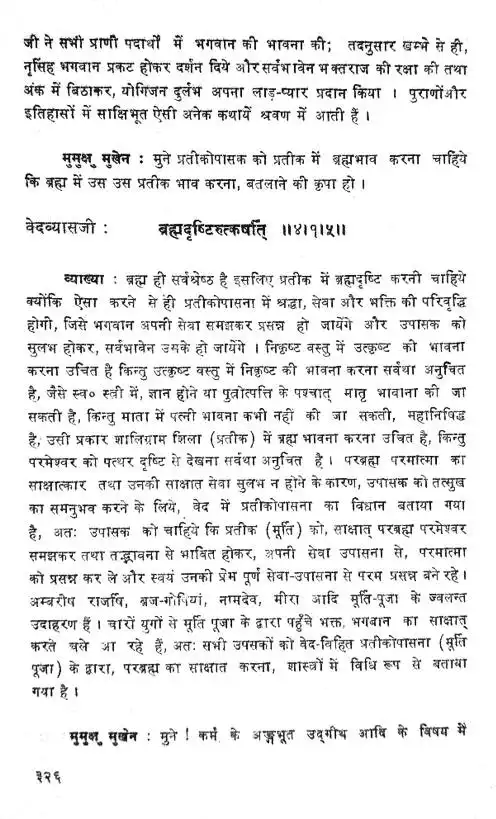 जी ने सभी प्राणी पदार्थों में भगवान की भावना की; तदनुसार खम्भे से ही,
नृसिंह भगवान प्रकट होकर दर्शन दिये और सर्वभावेन भक्तराज की रक्षा की तथा
अंक में बिठाकर, योगिजन दुर्लभ अपना लाड़-प्यार प्रदान किया । पुराणोंऔर
इतिहासों में साक्षिभूत ऐसी अनेक कथायें श्रवण में आती हैं ।
मुमुक्षु मुखेन : मुने प्रतीकोपासक को प्रतीक में ब्रह्मभाव करना चाहिये
कि ब्रह्म में उस उस प्रतीक भाव करना, बतलाने की कृपा हो ।
वेदव्यासजी : ब्रह्मदृष्टिरुत्कर्षात् ॥४।१।५॥
व्याख्या : ब्रह्म ही सर्वश्रेष्ठ है इसलिए प्रतीक में ब्रह्मदृष्टि करनी चाहिये
क्योंकि ऐसा करने से ही प्रतीकोपासना में श्रद्धा, सेवा और भक्ति की परिवृद्धि
होगी, जिसे भगवान अपनी सेवा समझकर प्रसन्न हो जायेंगे और उपासक को
सुलभ होकर, सर्वभावेन उसके हो जायेंगे । निकृष्ट वस्तु में उत्कृष्ट की भावना
करना उचित है किन्तु उत्कृष्ट वस्तु में निकृष्ट की भावना करना सर्वथा अनुचित
है, जैसे स्व० स्त्री में, ज्ञान होने या पुत्रोत्पत्ति के पश्चात् मातृ भावाना की जा
सकती है, किन्तु माता में पत्नी भावना कभी नहीं की जा सकती, महानिषिद्ध
है, उसी प्रकार शालिग्राम शिला (प्रतीक) में ब्रह्म भावना करना उचित है, किन्तु
परमेश्वर को पत्थर दृष्टि से देखना सर्वथा अनुचित है । परब्रह्म परमात्मा का
साक्षात्कार तथा उनकी साक्षात सेवा सुलभ न होने के कारण, उपासक को तत्सुख
का समनुभव करने के लिये, वेद में प्रतीकोपासना का विधान बताया गया
है, अतः उपासक को चाहिये कि प्रतीक (मूर्ति) को, साक्षात् परब्रह्म परमेश्वर
समझकर तथा तद्भावना से भावित होकर, अपनी सेवा उपासना से, परमात्मा
को प्रसन्न कर ले और स्वयं उनकी प्रेम पूर्ण सेवा-उपासना से परम प्रसन्न बने रहे ।
अम्बरीष राजर्षि, ब्रज-गोपियां, नामदेव, मीरा आदि मूर्ति-पूजा के ज्वलन्त
उदाहरण हैं । चारों युगों से मूर्ति पूजा के द्वारा पहुँचे भक्त, भगवान का साक्षात्
करते चले आ रहे हैं, अतः सभी उपसकों को वेद-विहित प्रतीकोपासना (मूर्ति
पूजा) के द्वारा, परब्रह्म का साक्षात करना, शास्त्रों में विधि रूप से बताया
गया है ।
मुमुक्षु मुखेन : मुने ! कर्म के अङ्गभूत उद्गीथ आदि के विषय में
३२६